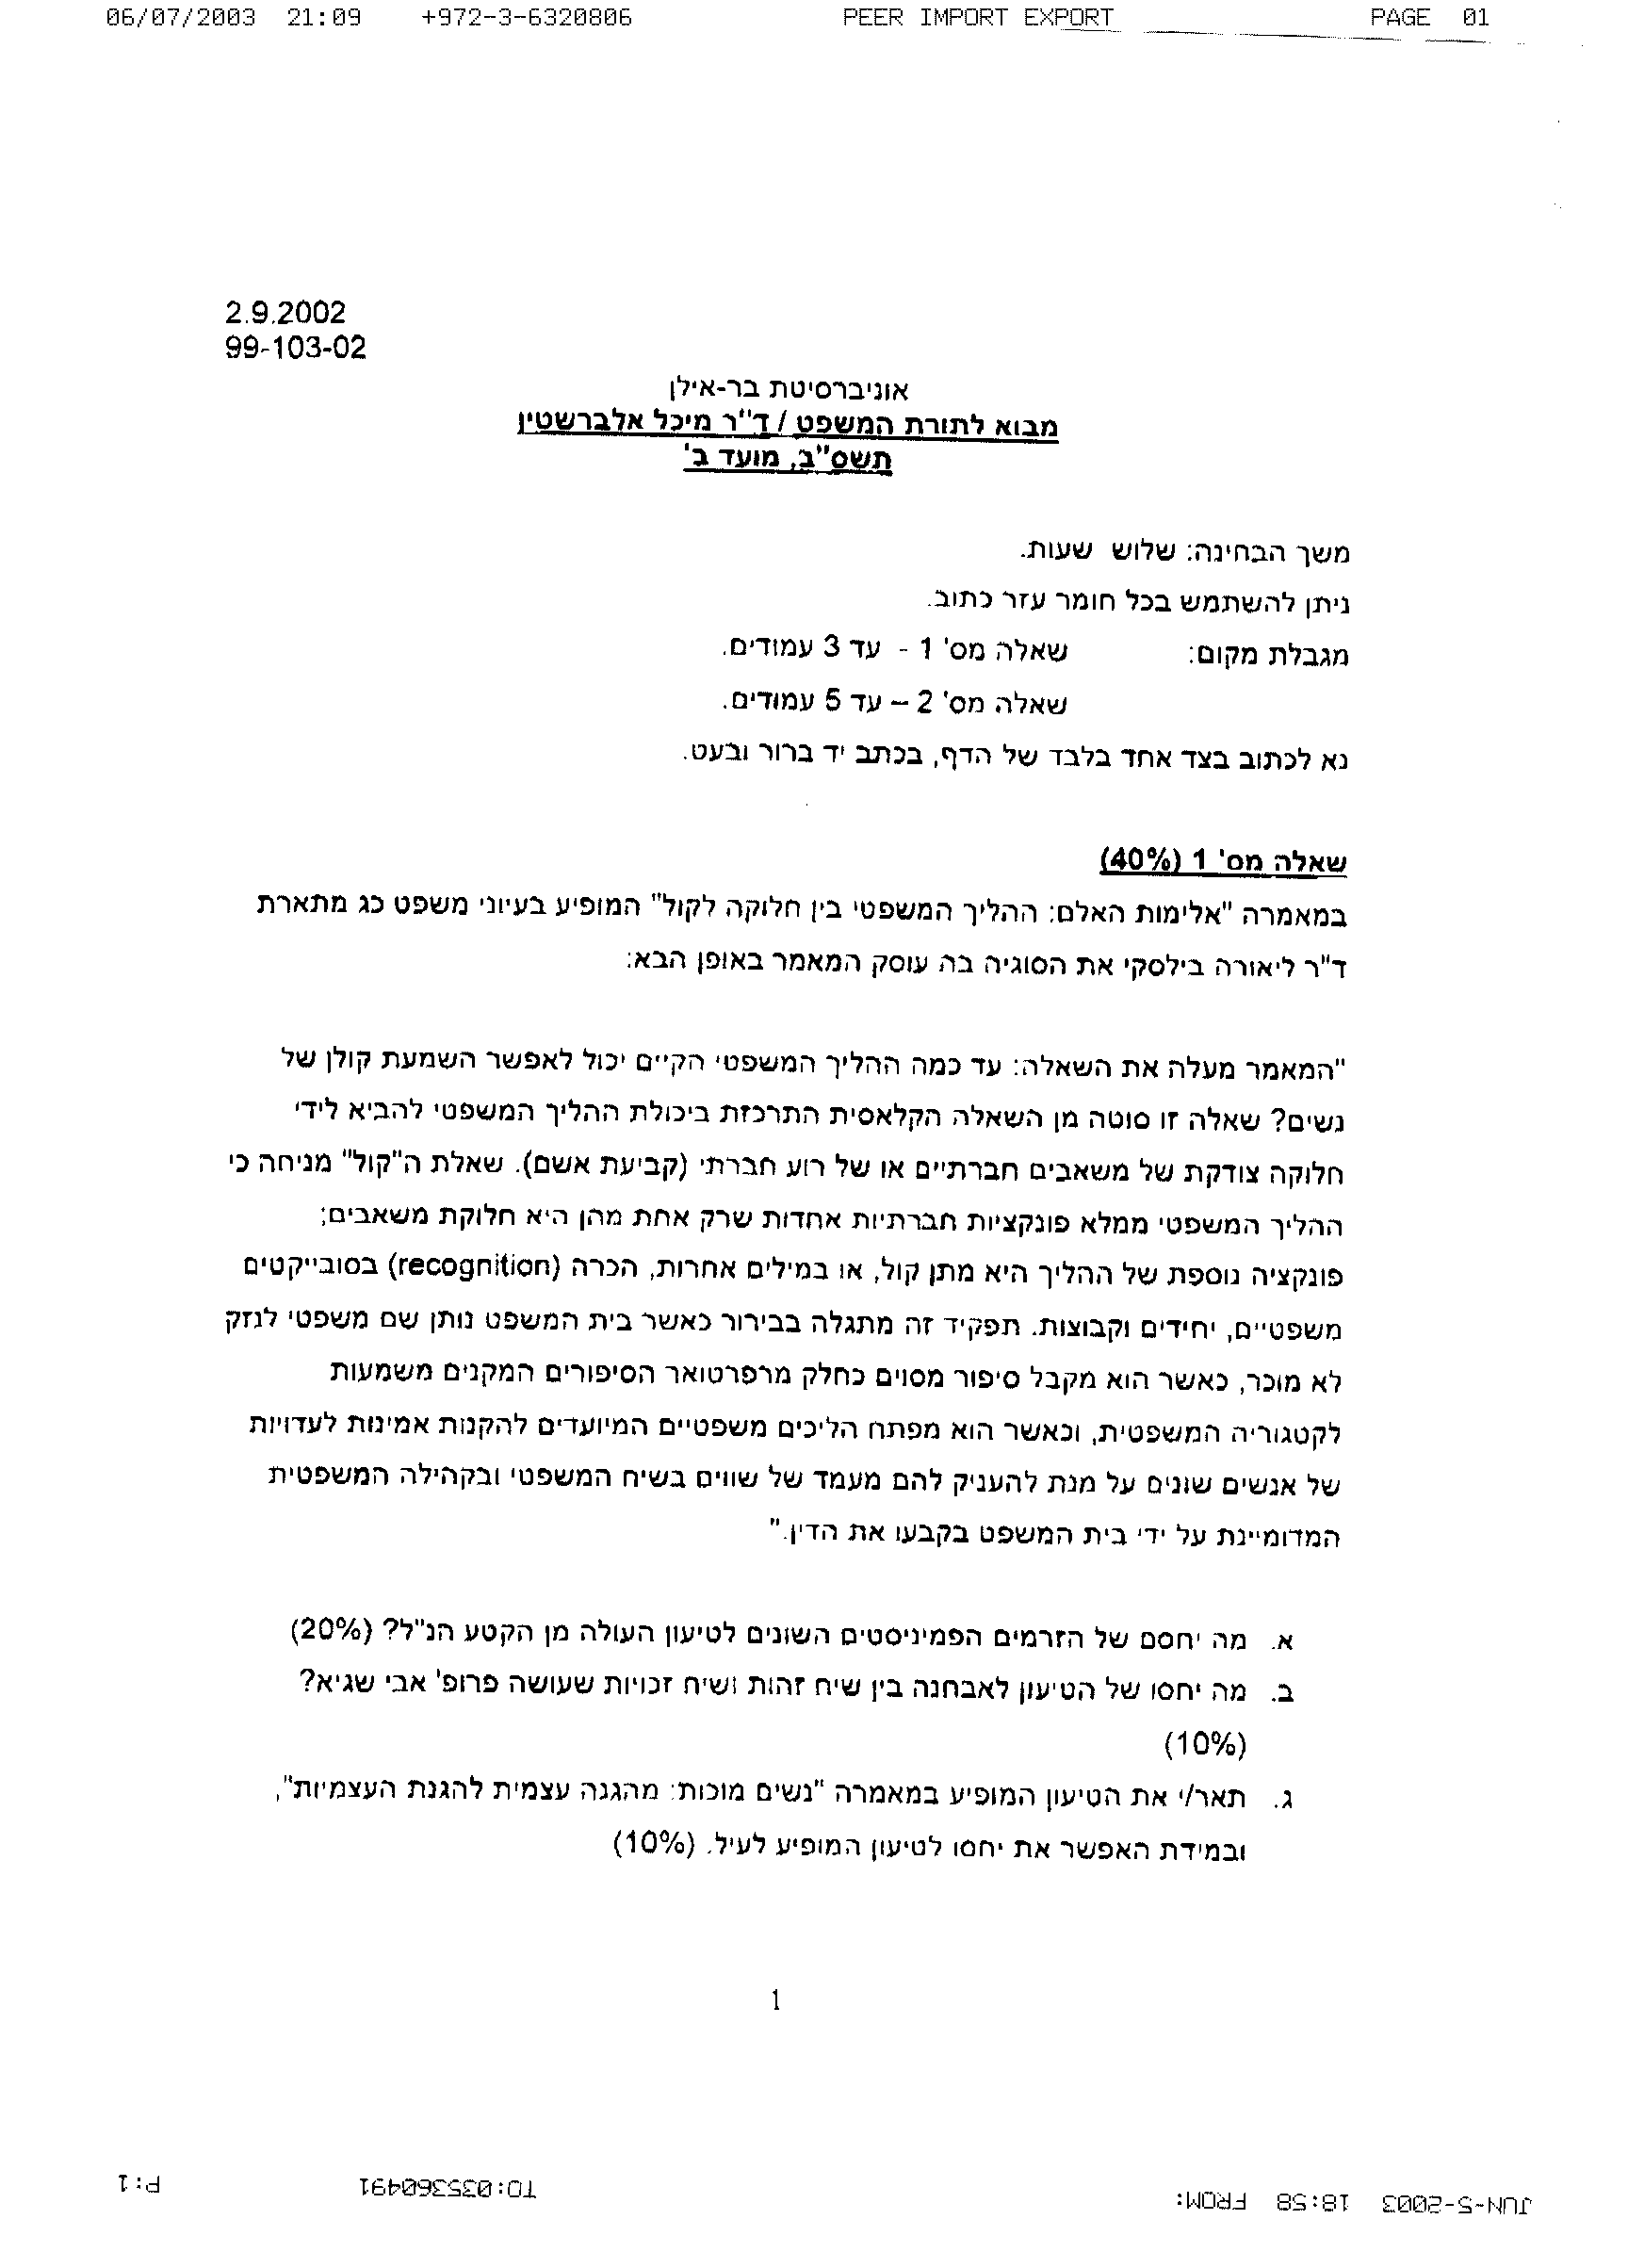 06/07/2003 21:09 +972-3-6320806 PEER IMPORT EXPORT PAGE 01
2.9.2002
99-103-02
אוניברסיטת בר-אילן
מבוא לתורת המשפט / ד"ר מיכל אלברשטיין
תשס"ב, מועד ב'
משך הבחינה: שלוש שעות.
ניתן להשתמש בכל חומר עזר כתוב.
מגבלת מקום: שאלה מס' 1 - עד 3 עמודים.
שאלה מס' 2 – עד 5 עמודים.
נא לכתוב בצד אחד בלבד של הדף, בכתב יד ברור ובעט.
שאלה מס' 1 (40%)
במאמרה "אלימות האלם: ההליך המשפטי בין חלוקה לקול" המופיע בעיוני משפט כג מתארת
ד"ר ליאורה בילסקי את הסוגיה בה עוסק המאמר באופן הבא:
"המאמר מעלה את השאלה: עד כמה ההליך המשפטי הקיים יכול לאפשר השמעת קולן של
נשים? שאלה זו סוטה מן השאלה הקלאסית התרכזת ביכולת ההליך המשפטי להביא לידי
חלוקה צודקת של משאבים חברתיים או של רוע חברתי (קביעת אשם). שאלת ה"קול" מניחה כי
ההליך המשפטי ממלא פונקציות חברתיות אחדות שרק אחת מהן היא חלוקת משאבים;
פונקציה נוספת של ההליך היא מתן קול, או במילים אחרות, הכרה (recognition) בסובייקטים
משפטיים, יחידים וקבוצות. תפקיד זה מתגלה בבירור כאשר בית המשפט נותן שם משפטי לנזק
לא מוכר, כאשר הוא מקבל סיפור מסוים כחלק מרפרטואר הסיפורים המקנים משמעות
לקטגוריה המשפטית, וכאשר הוא מפתח הליכים משפטיים המיועדים להקנות אמינות לעדויות
של אנשים שונים על מנת להעניק להם מעמד של שווים בשיח המשפטי ובקהילה המשפטית
המדומיינת על ידי בית המשפט בקבעו את הדין."
א. מה יחסם של הזרמים הפמיניסטים השונים לטיעון העולה מן הקטע הנ"ל? (20%)
ב. מה יחסו של הטיעון לאבחנה בין שיח זהות ושיח זכויות שעושה פרופ' אבי שגיא?
(10%)
ג. תאר/י את הטיעון המופיע במאמרה "נשים מוכות: מהגנה עצמית להגנת העצמיות",
ובמידת האפשר את יחסו לטיעון המופיע לעיל. (10%)
1
JUN-5-2003 18:58 FROM: TO:035360491 P:1